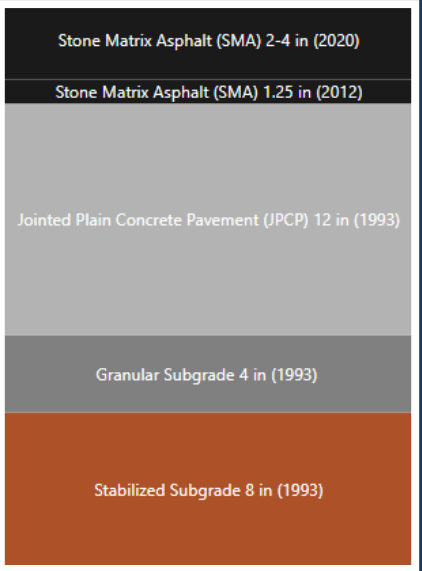 Stone Matrix Asphalt (SMA) 2-4 in (2020)
Stone Matrix Asphalt (SMA) 1.25 in (2012)
Jointed Plain Concrete Pavement (JPCP) 12 in (1993)
Granular Subgrade 4 in (1993)
Stabilized Subgrade 8 in (1993)